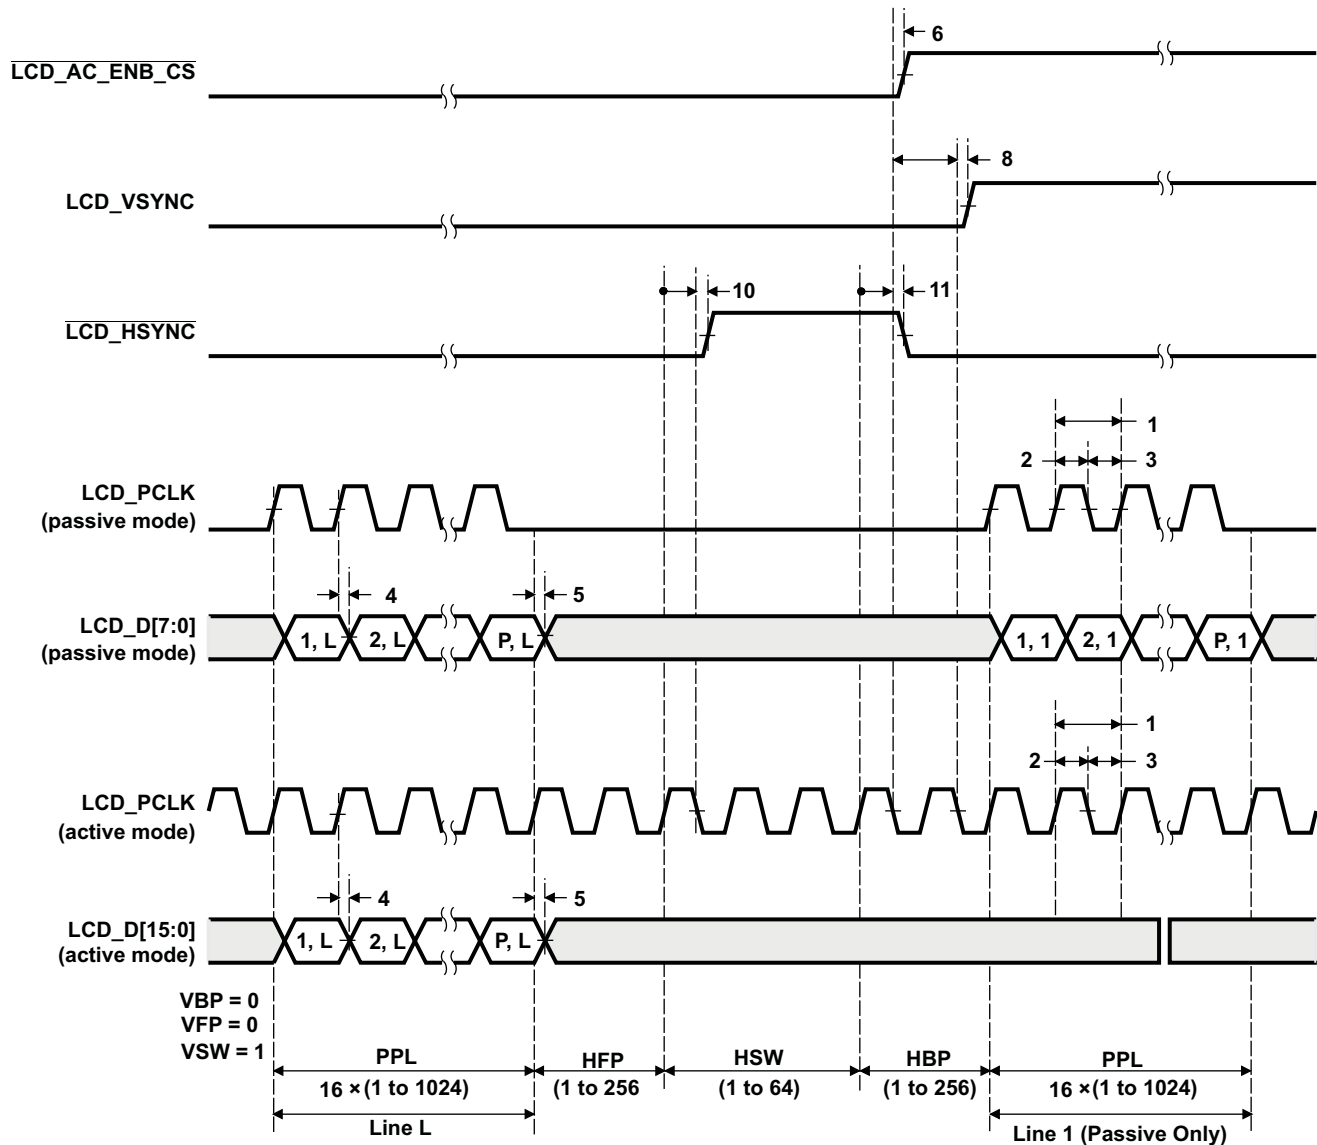 6
LCD_AC_ENB_CS
8
LCD_VSYNC
10
11
LCD_HSYNC
1
2
3
LCD_PCLK
(passive mode)
4
5
LCD_D[7:0]
(passive mode)
1, L
2, L
P, L
1, 1
2, 1
P, 1
1
2
3
LCD_PCLK
(active mode)
4
5
LCD_D[15:0]
(active mode)
1, L
2, L
P, L
VBP = 0
VFP = 0
VSW = 1
PPL
HFP
HSW
HBP
PPL
16 × (1 to 1024)
(1 to 256
(1 to 64)
(1 to 256)
16 × (1 to 1024)
Line L
Line 1 (Passive Only)